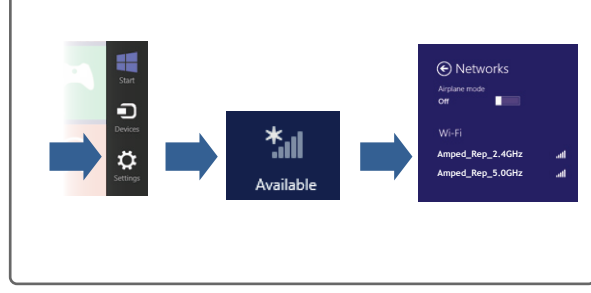 Start
Devices
Settings
Available
Networks
Airplane mode
Off
Wi-Fi
Amped_Rep_2.4GHz
Amped_Rep_5.0GHz